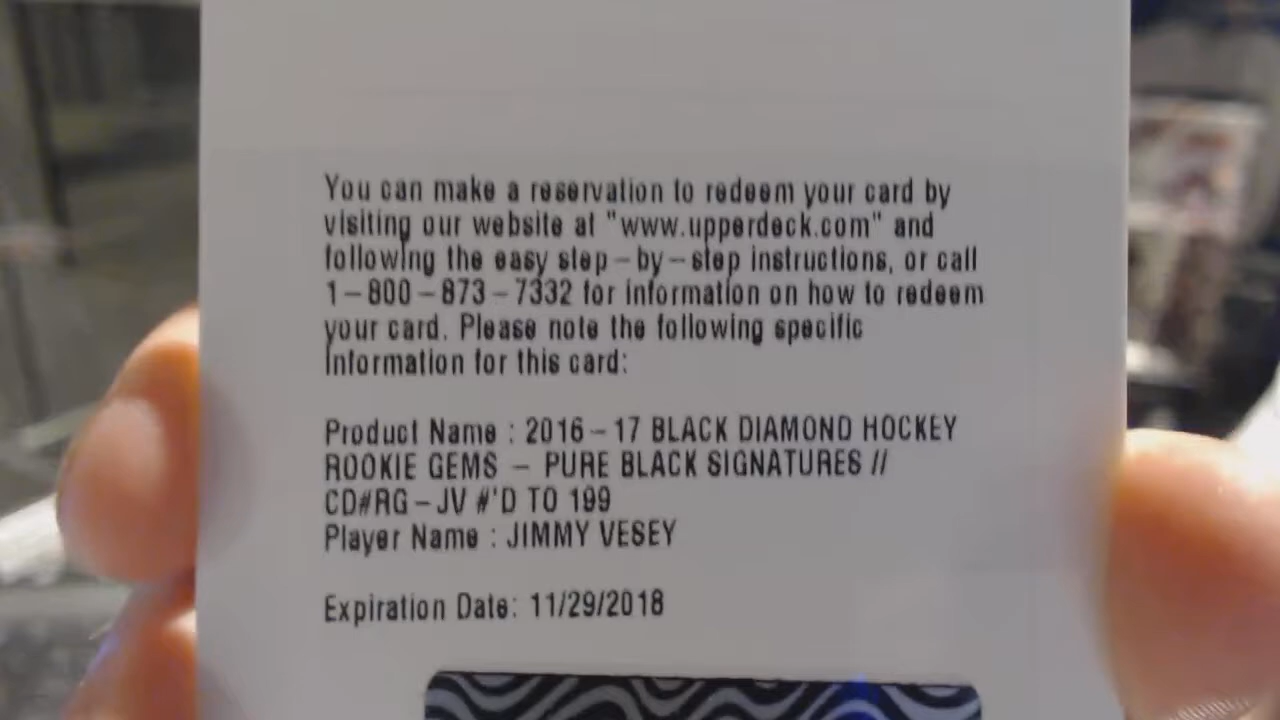 You can make a reservation to redeem your card by
visiting our website at "www.upperdeck.com" and
following the easy step-by-step instructions, or call
1-800-873-7332 for information on how to redeem
your card. Please note the following specific
Information for this card:
Product Name : 2016-17 BLACK DIAMOND HOCKEY
ROOKIE GEMS - PURE BLACK SIGNATURES //
CD#RG-JV #'D TO 199
Player Name : JIMMY VESEY
Expiration Date: 11/29/2018